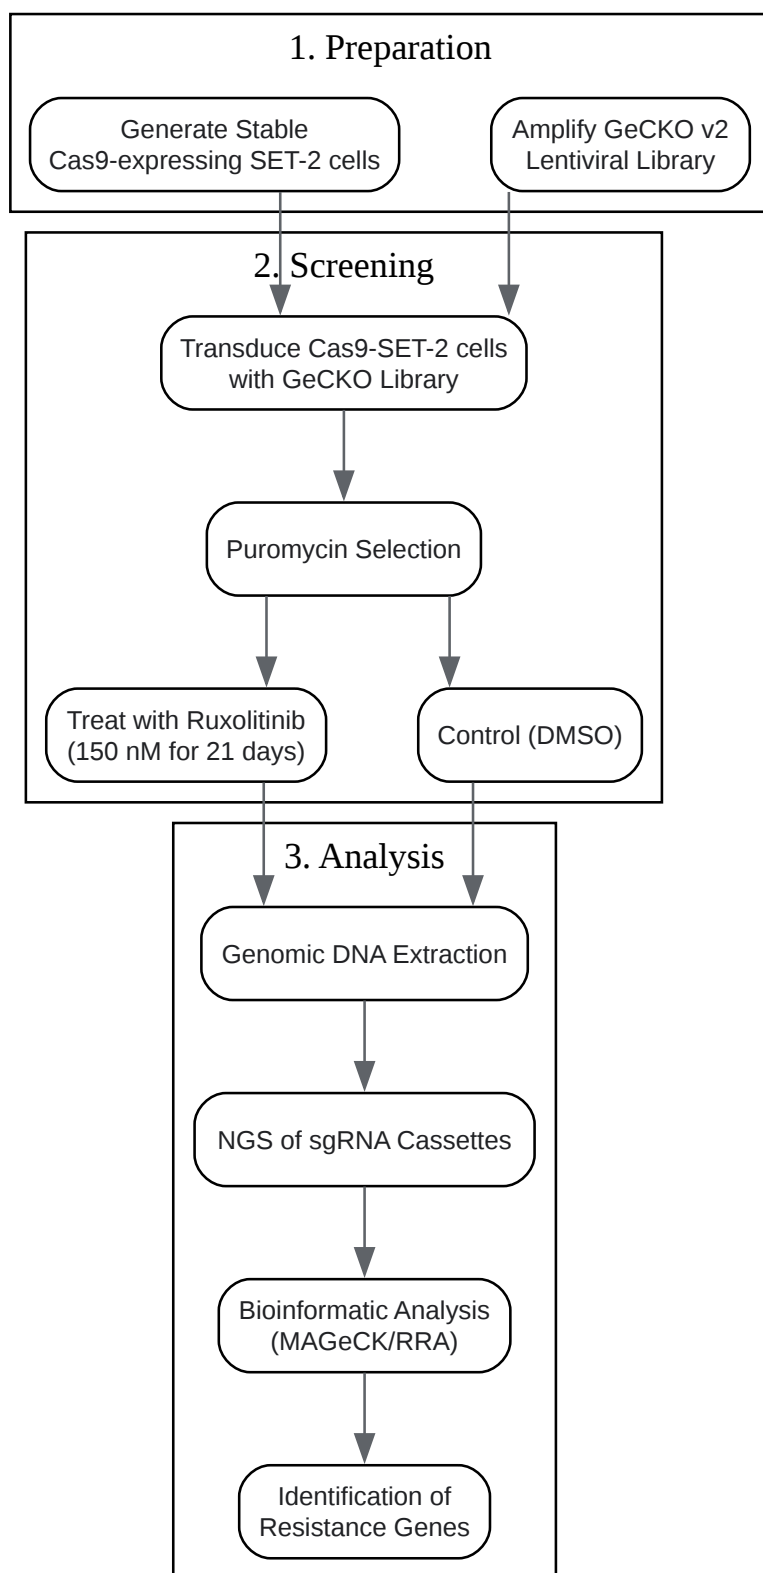 1. Preparation
Generate Stable
Cas9-expressing SET-2 cells
Amplify GeCKO v2
Lentiviral Library
2. Screening
Transduce Cas9-SET-2 cells
with GeCKO Library
Puromycin Selection
Treat with Ruxolitinib
(150 nM for 21 days)
Control (DMSO)
3. Analysis
Genomic DNA Extraction
NGS of sgRNA Cassettes
Bioinformatic Analysis
(MAGeCK/RRA)
Identification of
Resistance Genes